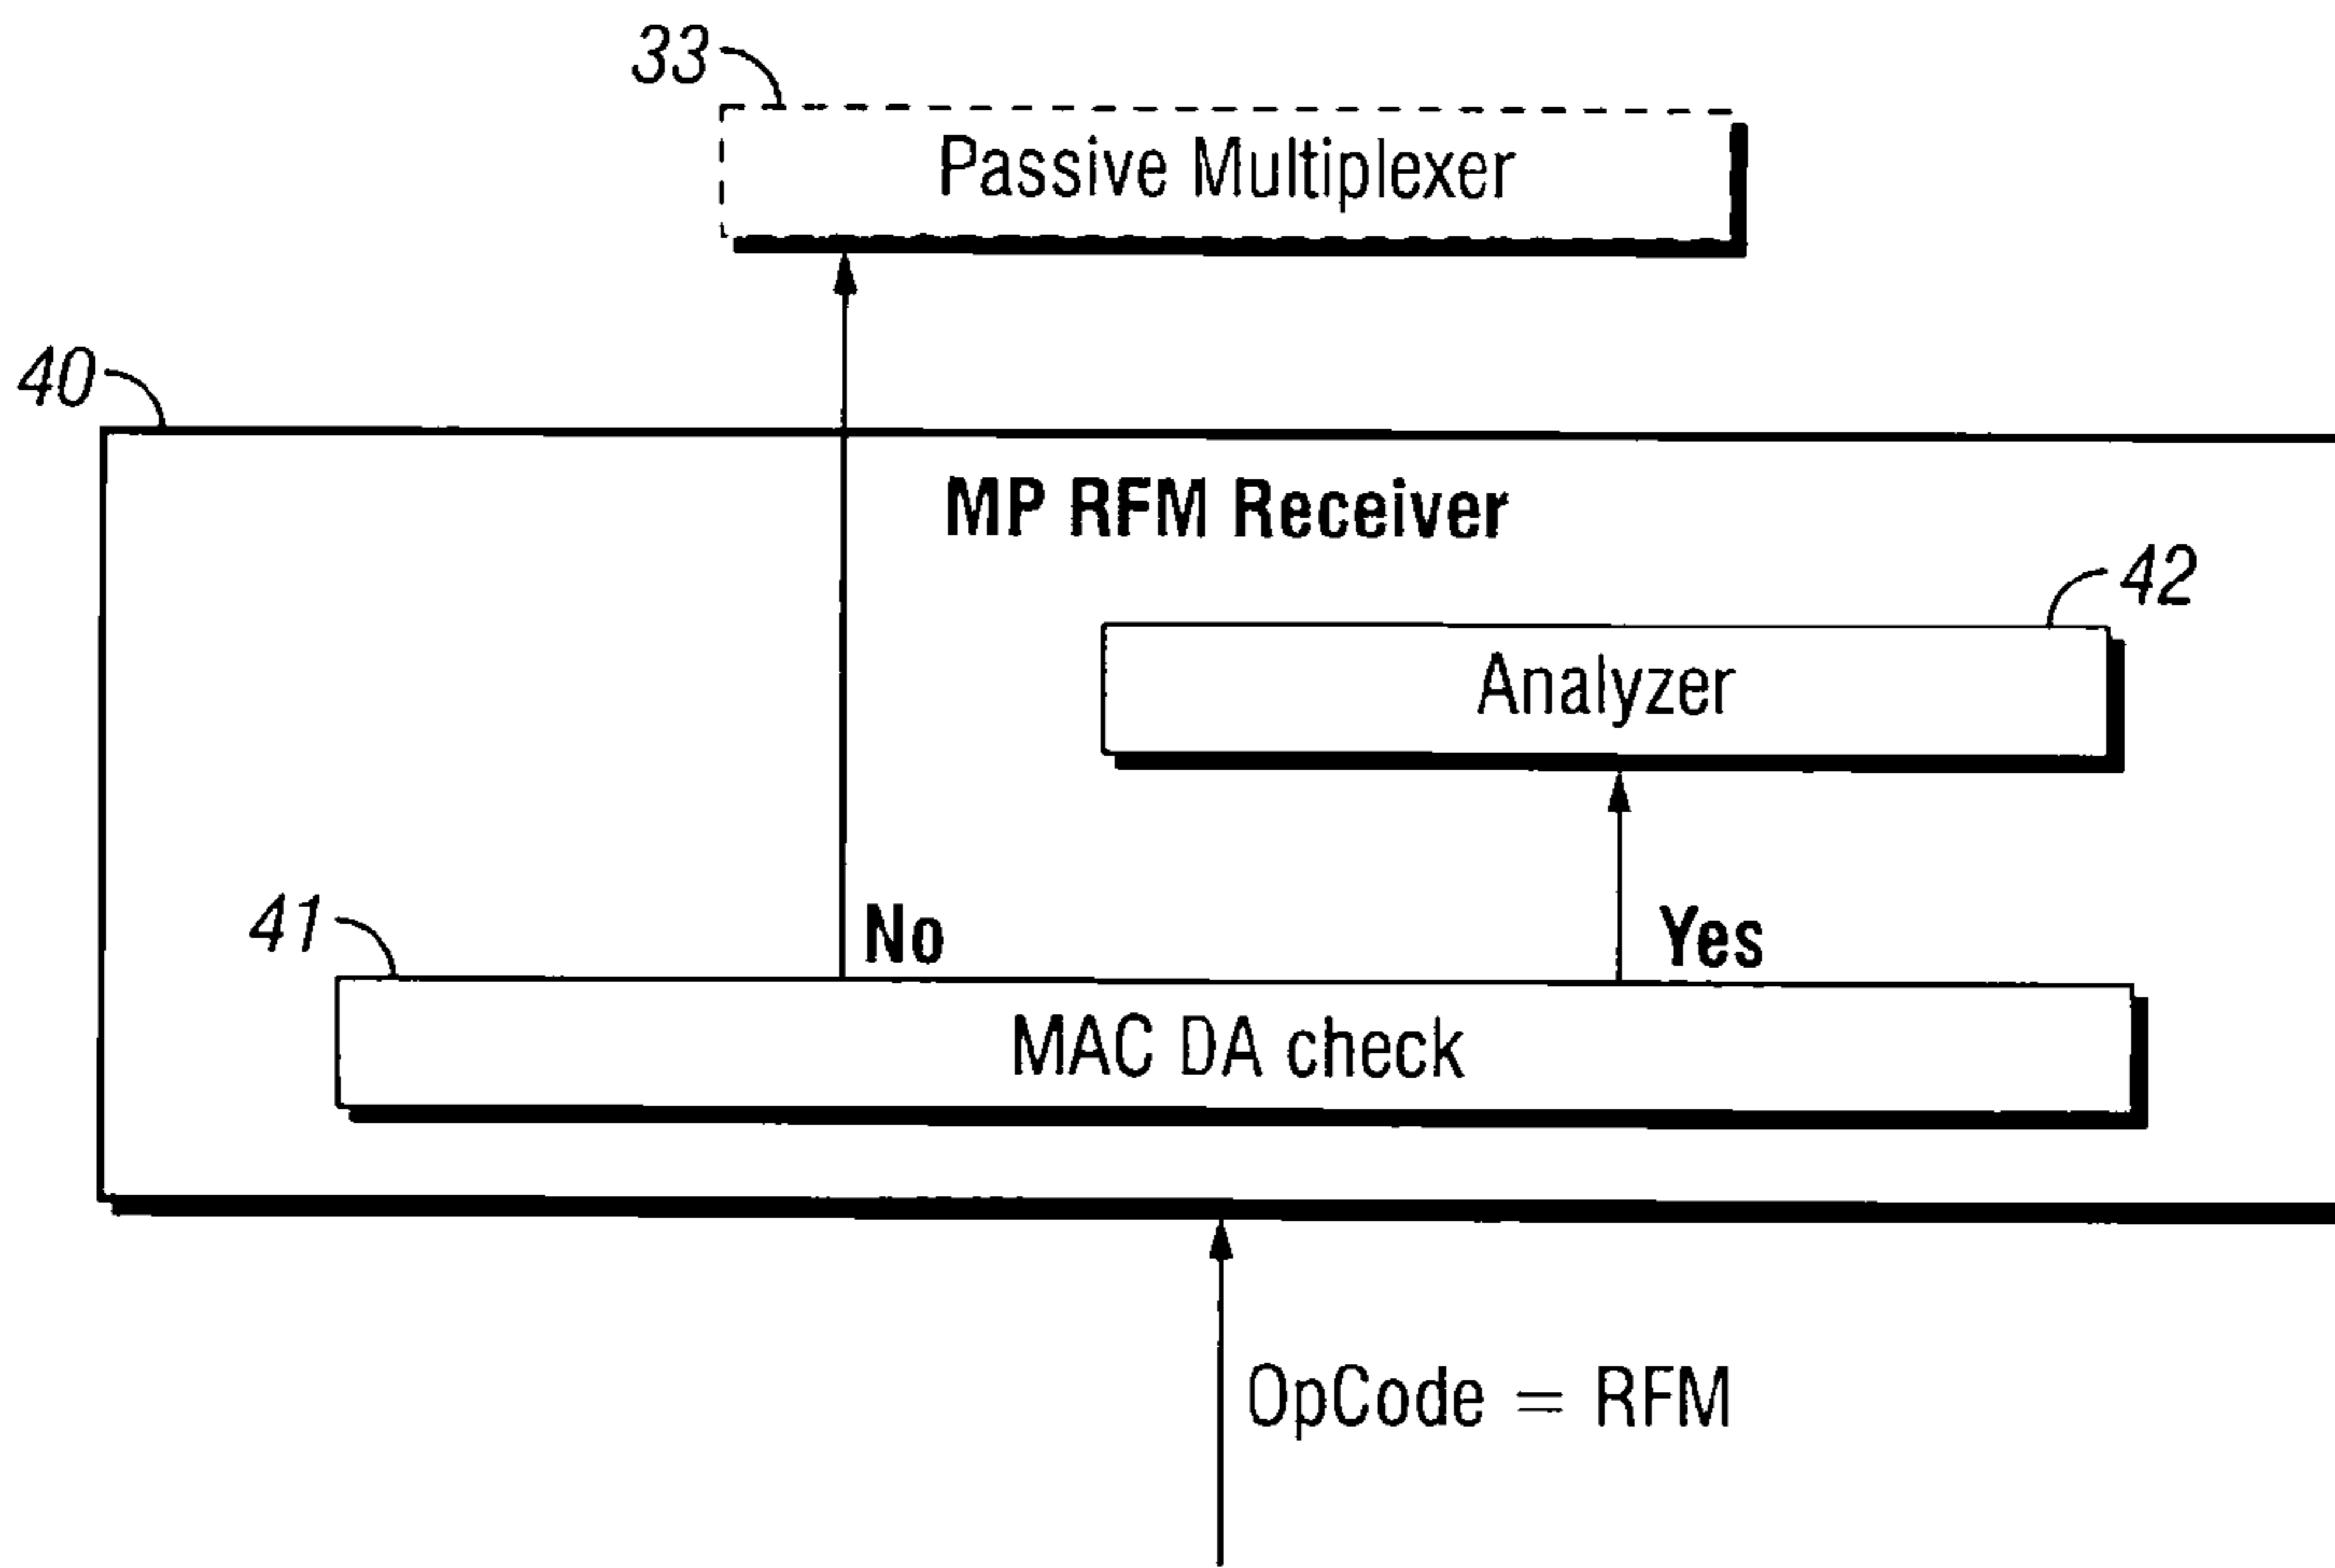 33
Passive Multiplexer
40
MP RFM Receiver
42
Analyzer
41
No
Yes
MAC DA check
OpCode = RFM